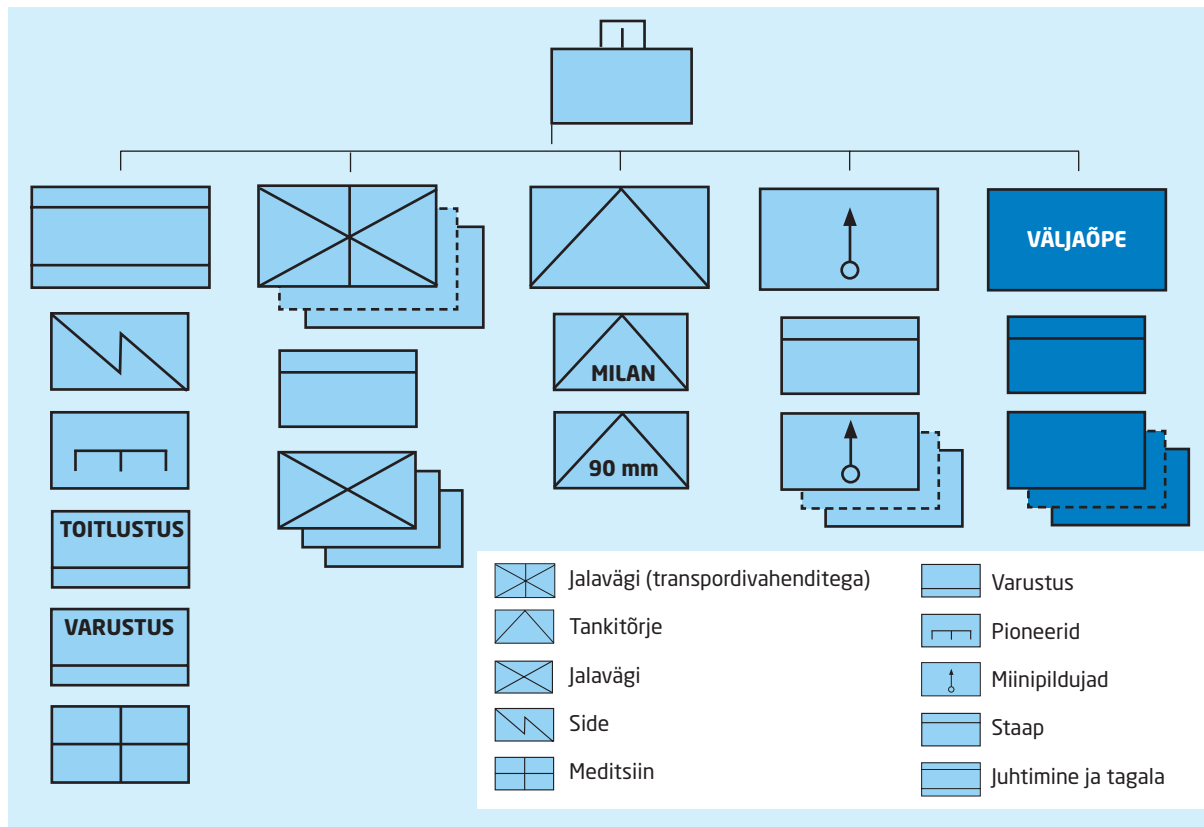 VÄLJAÕPE
MILAN
90 mm
TOITLUSTUS
VARUSTUS
Jalavägi (transpordivahenditega)
Tankitõrje
Jalavägi
Side
Meditsiin
Varustus
Pioneerid
Miinipildujad
Staap
Juhtimine ja tagala